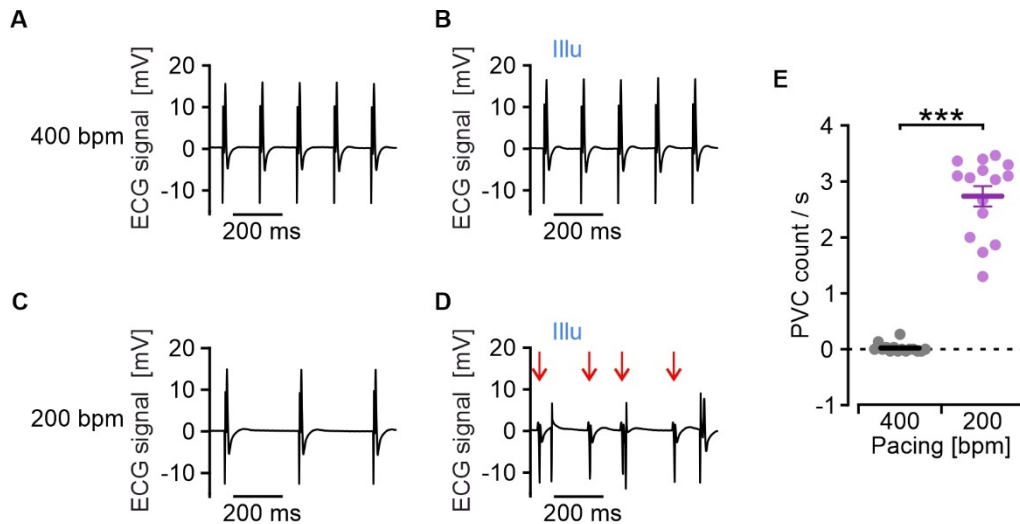 A
400 bpm
ECG signal [mV]
20
10
0
-10
200 ms
B
Illu
ECG signal [mV]
20
10
0
-10
200 ms
C
200 bpm
ECG signal [mV]
20
10
0
-10
200 ms
D
Illu
ECG signal [mV]
20
10
0
-10
200 ms
E
***
PVC count / s
4
3
2
1
0
-1
400 200
Pacing [bpm]